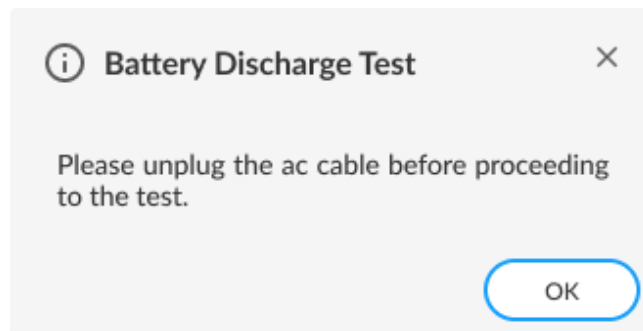 Battery Discharge Test
Please unplug the ac cable before proceeding
to the test.
OK